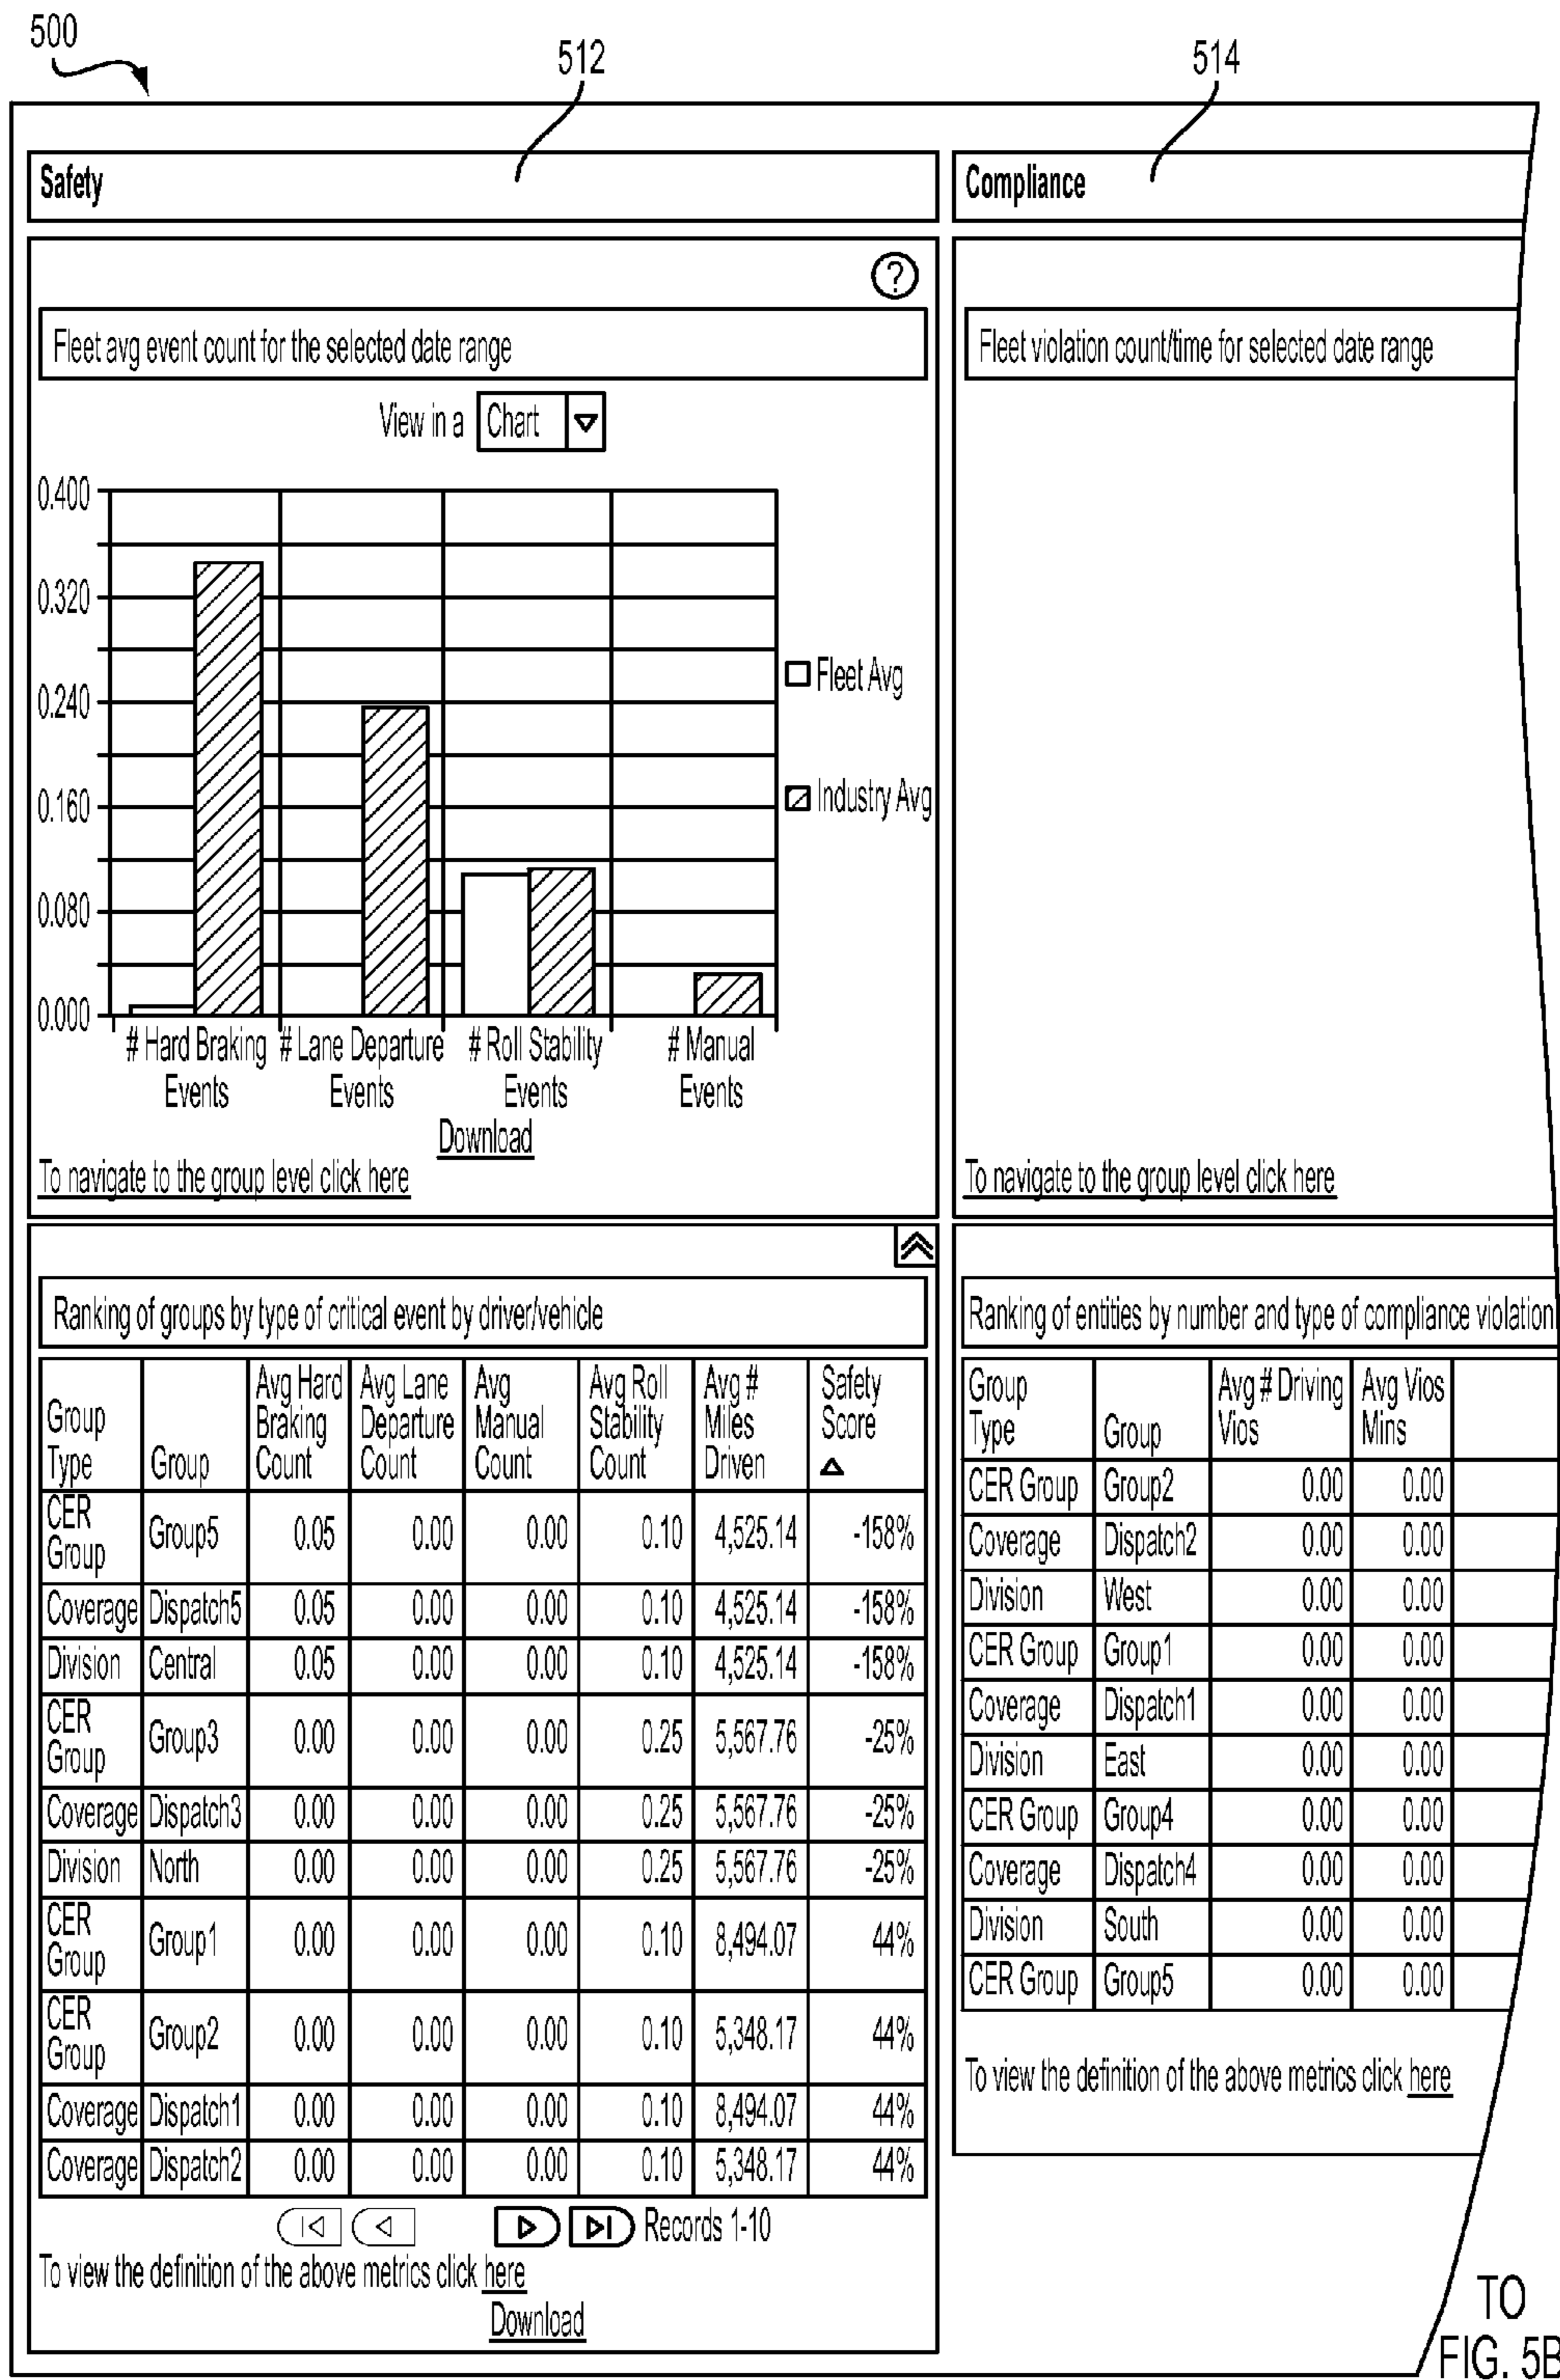 500
512
514
Safety
Compliance
?
Fleet avg event count for the selected date range
Fleet violation count/time for selected date range
View in a Chart
0.400
0.320
0.240
0.160
0.080
0.000
Fleet Avg
Industry Avg
# Hard Braking Events
# Lane Departure Events
# Roll Stability Events
# Manual Events
Download
To navigate to the group level click here
To navigate to the group level click here
Ranking of groups by type of critical event by driver/vehicle
Group Type Group Avg Hard Braking Count Avg Lane Departure Count Avg Manual Count Avg Roll Stability Count Avg # Miles Driven Safety Score
CER Group Group5 0.05 0.00 0.00 0.10 4,525.14 -158%
Coverage Dispatch5 0.05 0.00 0.00 0.10 4,525.14 -158%
Division Central 0.05 0.00 0.00 0.10 4,525.14 -158%
CER Group Group3 0.00 0.00 0.00 0.25 5,567.76 -25%
Coverage Dispatch3 0.00 0.00 0.00 0.25 5,567.76 -25%
Division North 0.00 0.00 0.00 0.25 5,567.76 -25%
CER Group Group1 0.00 0.00 0.00 0.10 8,494.07 44%
CER Group Group2 0.00 0.00 0.00 0.10 5,348.17 44%
Coverage Dispatch1 0.00 0.00 0.00 0.10 8,494.07 44%
Coverage Dispatch2 0.00 0.00 0.00 0.10 5,348.17 44%
Records 1-10
To view the definition of the above metrics click here
Download
Ranking of entities by number and type of compliance violation
Group Type Group Avg # Driving Vios Avg Vios Mins
CER Group Group2 0.00 0.00
Coverage Dispatch2 0.00 0.00
Division West 0.00 0.00
CER Group Group1 0.00 0.00
Coverage Dispatch1 0.00 0.00
Division East 0.00 0.00
CER Group Group4 0.00 0.00
Coverage Dispatch4 0.00 0.00
Division South 0.00 0.00
CER Group Group5 0.00 0.00
To view the definition of the above metrics click here
TO
FIG. 5B